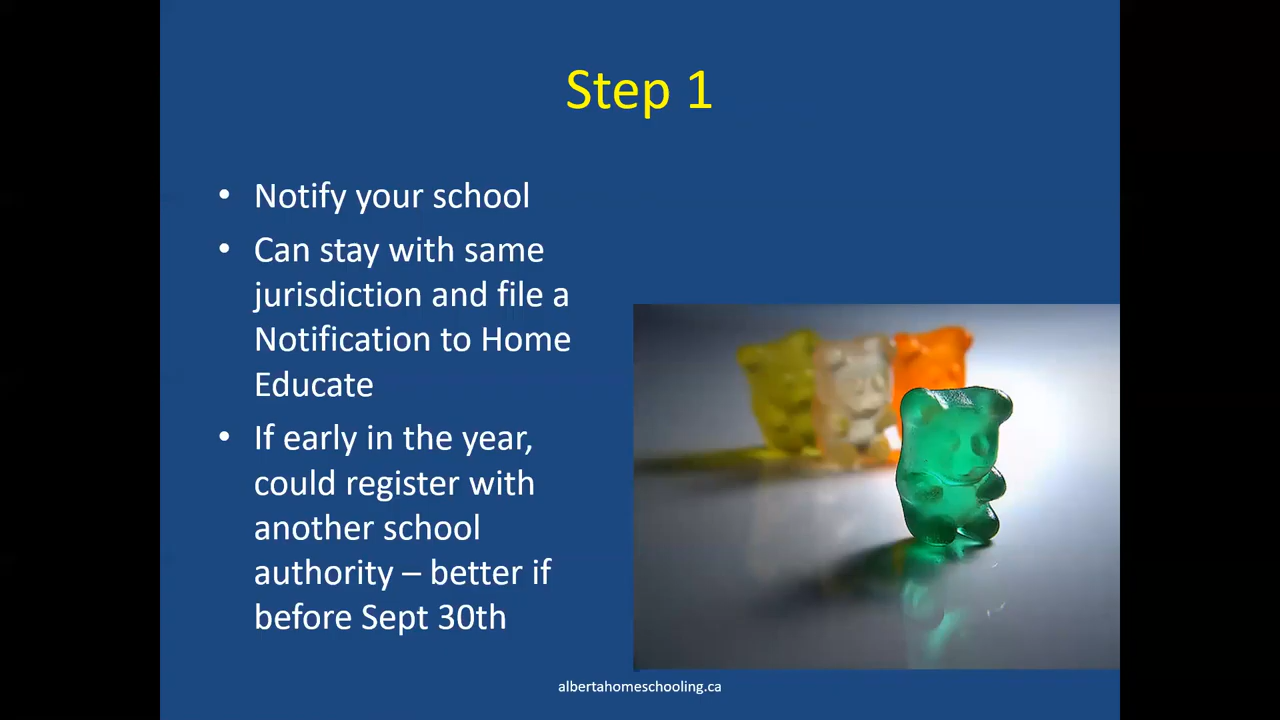 Step 1
• Notify your school
• Can stay with same
jurisdiction and file a
Notification to Home
Educate
• If early in the year,
could register with
another school
authority – better if
before Sept 30th
albertahomeschooling.ca